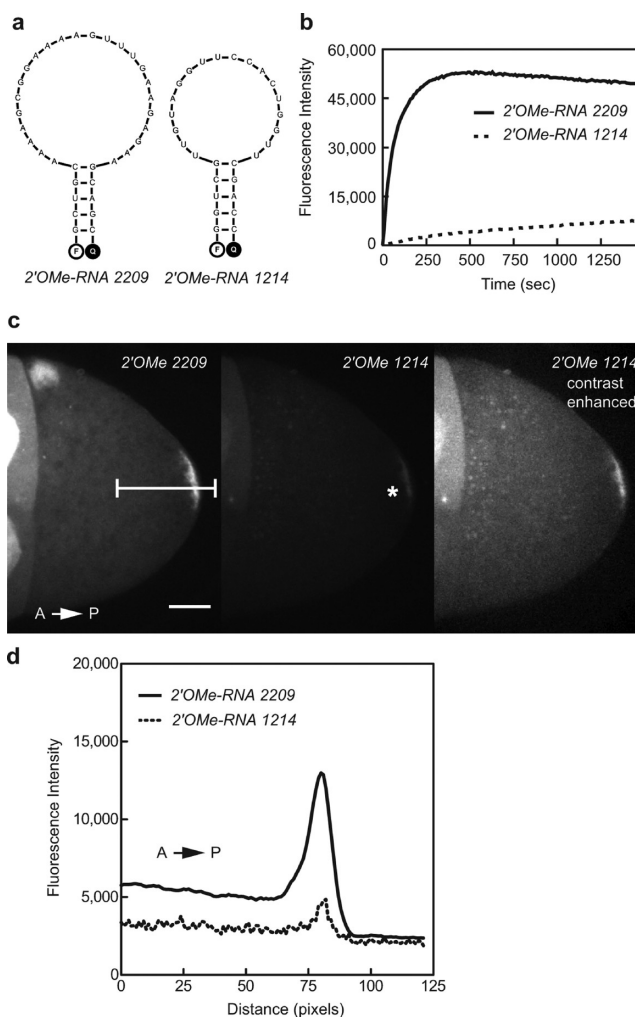 a
C G
G C
U A
C G
G C
F Q
2'OMe-RNA 2209
G C
C G
U A
G C
G C
F Q
2'OMe-RNA 1214
b
Fluorescence Intensity
60,000
45,000
30,000
15,000
0
2'OMe-RNA 2209
2'OMe-RNA 1214
0 250 500 750 1000 1250
Time (sec)
c
2'OMe 2209
A P
2'OMe 1214
*
2'OMe 1214
contrast
enhanced
d
Fluorescence Intensity
20,000
15,000
10,000
5,000
0
2'OMe-RNA 2209
2'OMe-RNA 1214
A P
0 25 50 75 100 125
Distance (pixels)